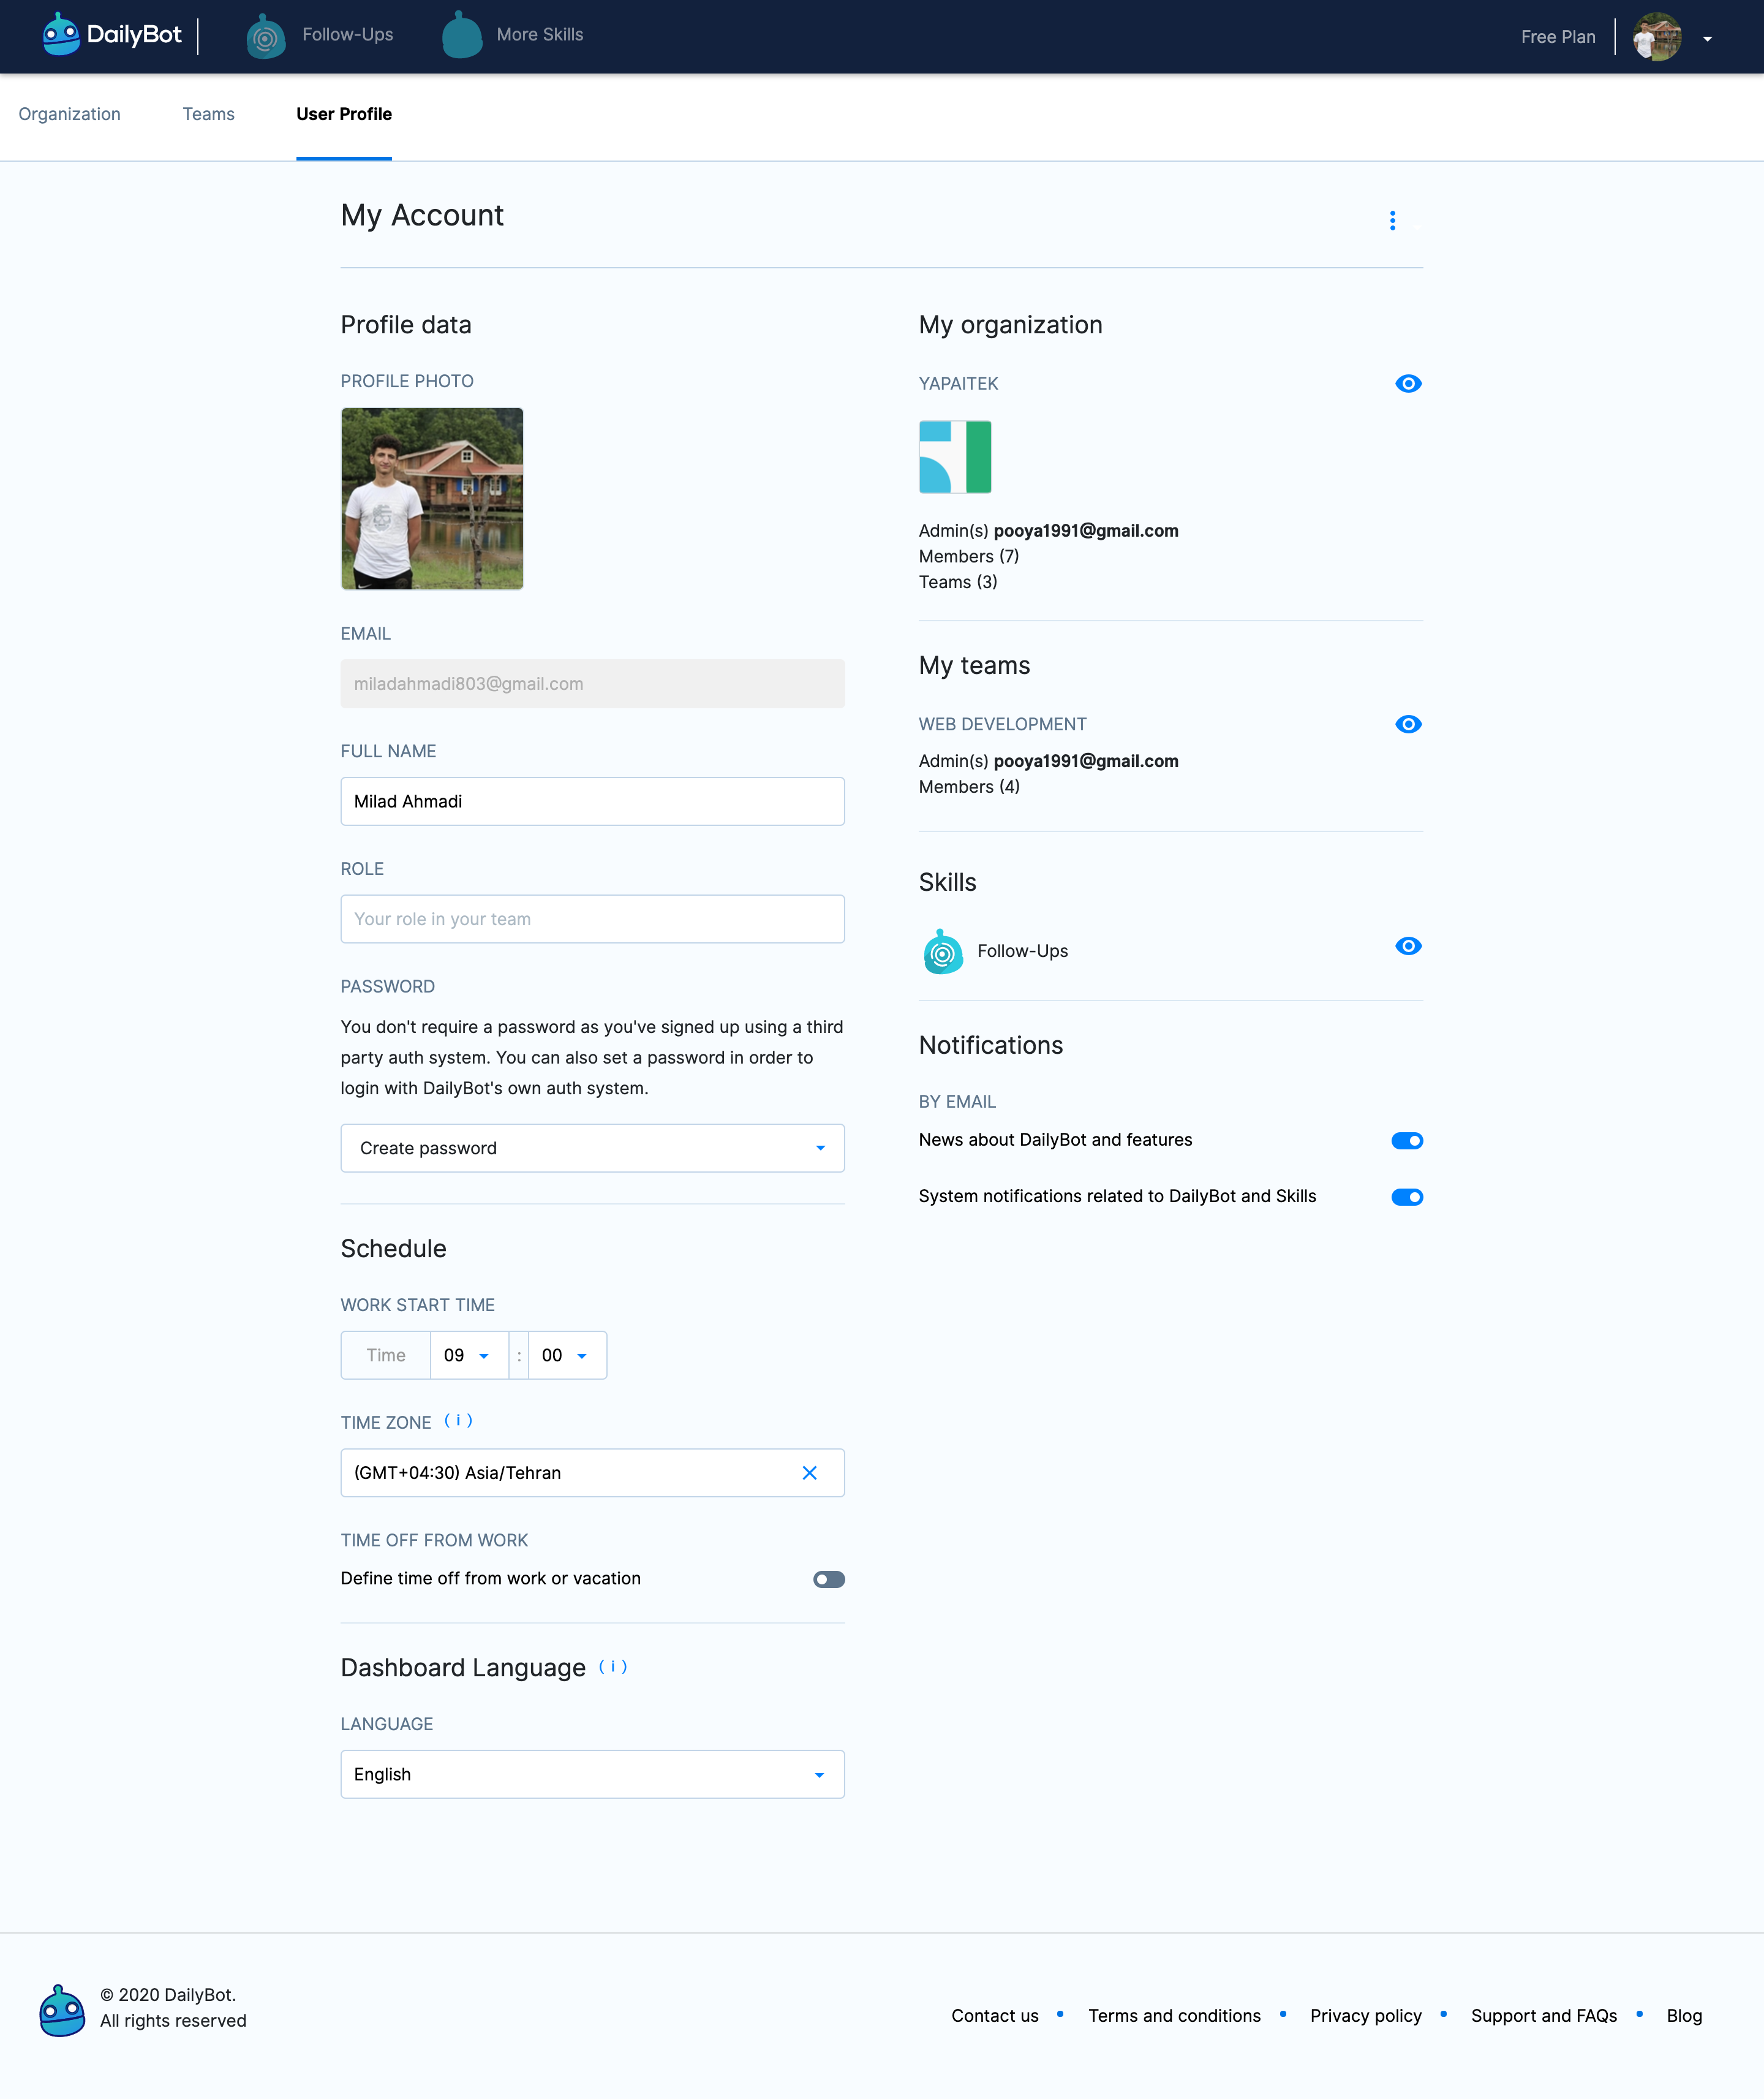 DailyBot
Follow-Ups
More Skills
Free Plan
Organization
Teams
User Profile
My Account
Profile data
PROFILE PHOTO
EMAIL
miladahmadi803@gmail.com
FULL NAME
Milad Ahmadi
ROLE
Your role in your team
PASSWORD
You don't require a password as you've signed up using a third
party auth system. You can also set a password in order to
login with DailyBot's own auth system.
Create password
Schedule
WORK START TIME
Time 09 : 00
TIME ZONE ( i )
(GMT+04:30) Asia/Tehran
TIME OFF FROM WORK
Define time off from work or vacation
Dashboard Language ( i )
LANGUAGE
English
My organization
YAPAITEK
Admin(s) pooya1991@gmail.com
Members (7)
Teams (3)
My teams
WEB DEVELOPMENT
Admin(s) pooya1991@gmail.com
Members (4)
Skills
Follow-Ups
Notifications
BY EMAIL
News about DailyBot and features
System notifications related to DailyBot and Skills
© 2020 DailyBot.
All rights reserved
Contact us • Terms and conditions • Privacy policy • Support and FAQs • Blog